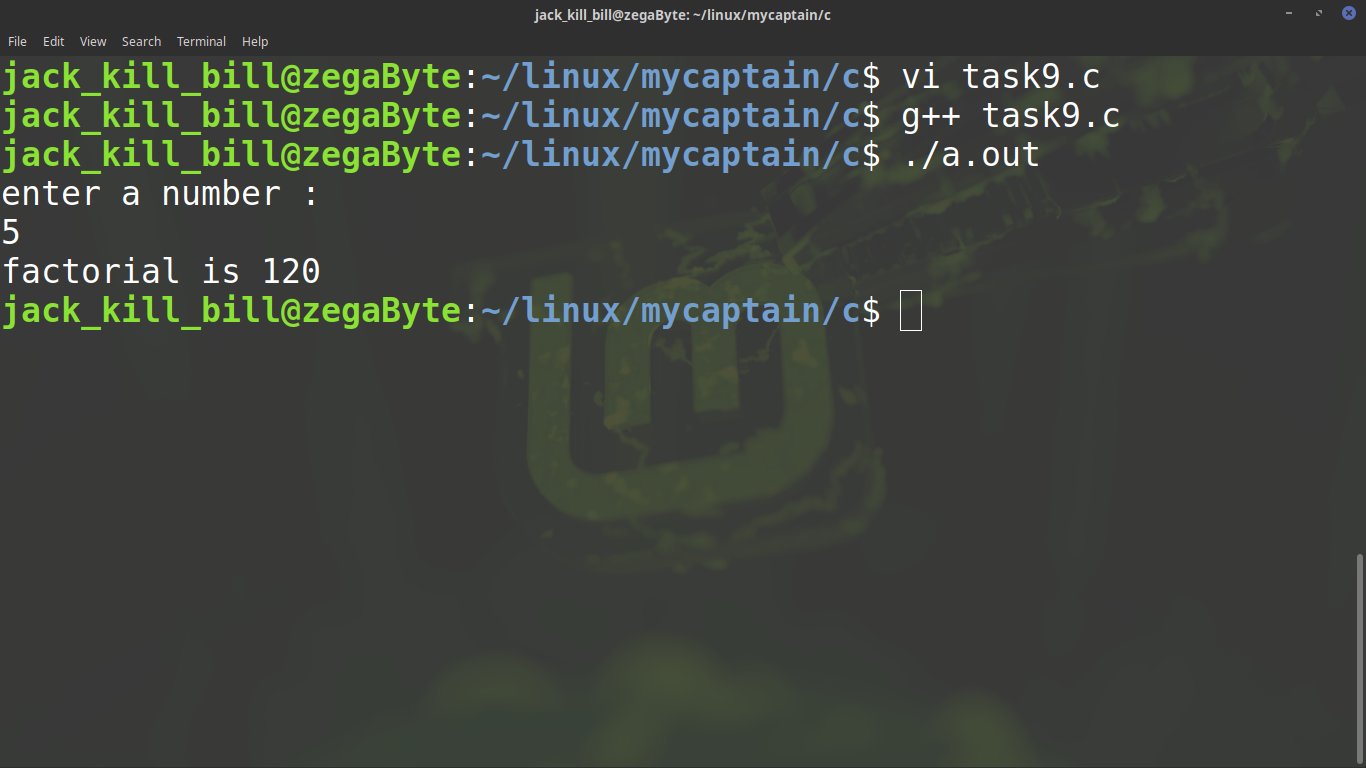 jack_kill_bill@zegaByte: ~/linux/mycaptain/c
File Edit View Search Terminal Help
jack_kill_bill@zegaByte:~/linux/mycaptain/c$ vi task9.c
jack_kill_bill@zegaByte:~/linux/mycaptain/c$ g++ task9.c
jack_kill_bill@zegaByte:~/linux/mycaptain/c$ ./a.out
enter a number :
5
factorial is 120
jack_kill_bill@zegaByte:~/linux/mycaptain/c$